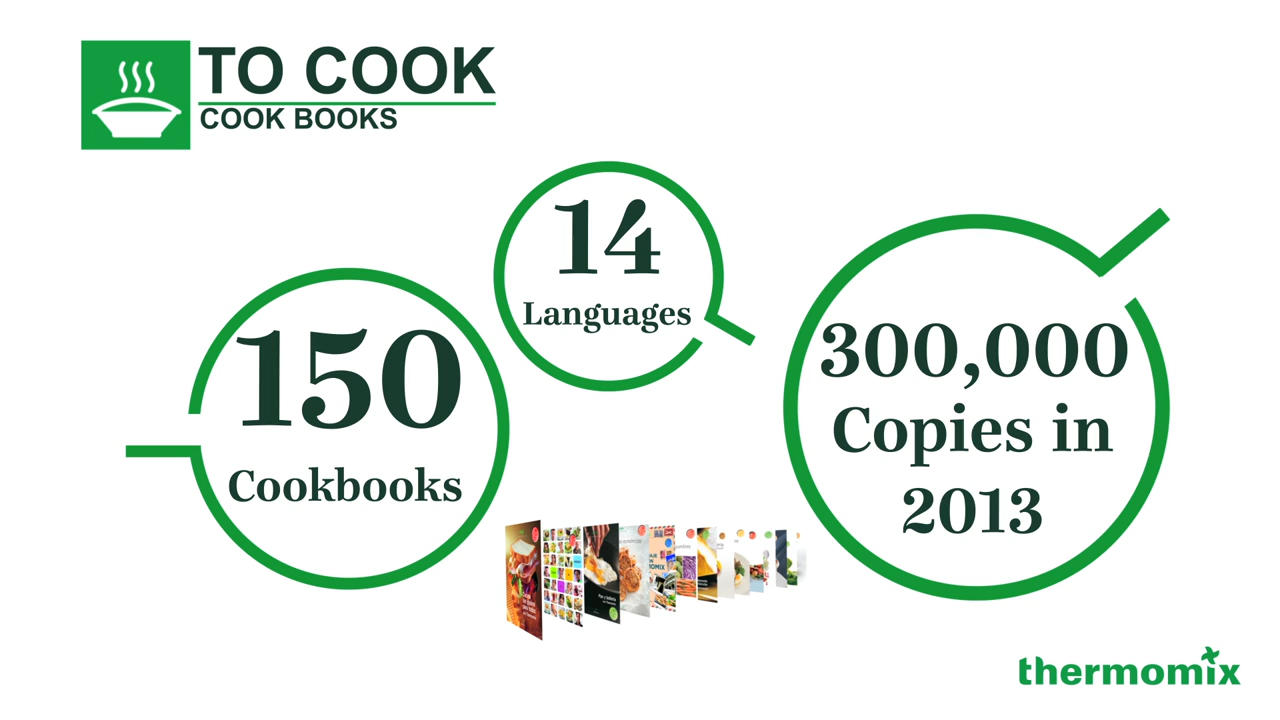 TO COOK
COOK BOOKS
14
Languages
150
Cookbooks
300,000
Copies in
2013
thermomix